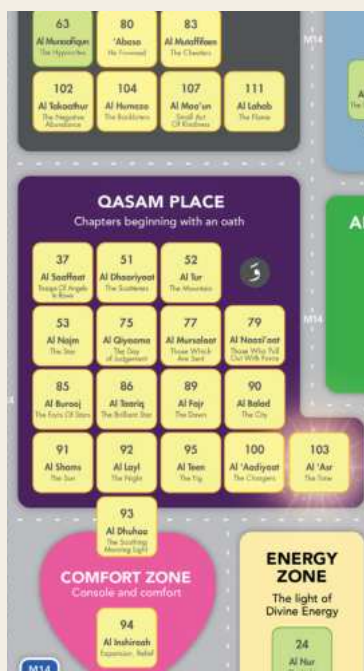 63
Al Munaafiqun
The Hypocrites
80
'Abasa
He Frowned
83
Al Mutaffifeen
The Cheaters
M14
102
Al Takaathur
The Negative
Abundance
104
Al Humaza
The Backbiters
107
Al Maa'un
Small Act
Of Kindness
111
Al Lahab
The Flame
QASAM PLACE
Chapters beginning with an oath
37
Al Saaffaat
Troops Of Angels
In Rows
51
Al Dhaariyaat
The Scatterers
52
Al Tur
The Mountain
وَ
53
Al Najm
The Star
75
Al Qiyaama
The Day
of Judgement
77
Al Mursalaat
Those Which
Are Sent
79
Al Naazi'aat
Those Who Pull
Out With Force
M14
85
Al Burooj
The Forts Of Stars
86
Al Taariq
The Brilliant Star
89
Al Fajr
The Dawn
90
Al Balad
The City
91
Al Shams
The Sun
92
Al Layl
The Night
95
Al Teen
The Fig
100
Al 'Aadiyaat
The Chargers
103
Al 'Asr
The Time
93
Al Dhuhaa
The Soothing
Morning Light
COMFORT ZONE
Console and comfort
94
Al Inshiraah
Expansion, Relief
ENERGY
ZONE
The light of
Divine Energy
24
Al Nur
M14